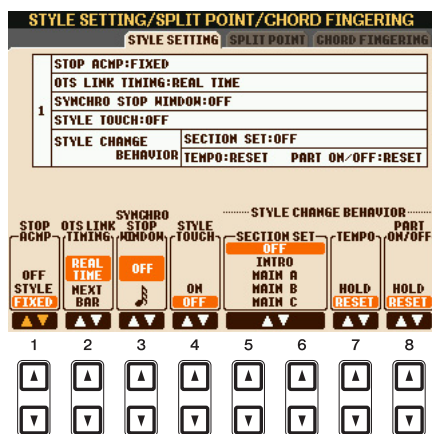 STYLE SETTING/SPLIT POINT/CHORD FINGERING
STYLE SETTING SPLIT POINT CHORD FINGERING
1
STOP ACMP:FIXED
OTS LINK TIMING:REAL TIME
SYNCHRO STOP WINDOW:OFF
STYLE TOUCH:OFF
STYLE CHANGE BEHAVIOR
SECTION SET:OFF
TEMPO:RESET PART ON/OFF:RESET
STYLE CHANGE BEHAVIOR
STOP ACMP
OFF
STYLE
FIXED
OTS LINK TIMING
REAL TIME
NEXT BAR
SYNCHRO STOP WINDOW
OFF
STYLE TOUCH
ON
OFF
SECTION SET
OFF
INTRO
MAIN A
MAIN B
MAIN C
TEMPO
HOLD
RESET
PART ON/OFF
HOLD
RESET
1 2 3 4 5 6 7 8